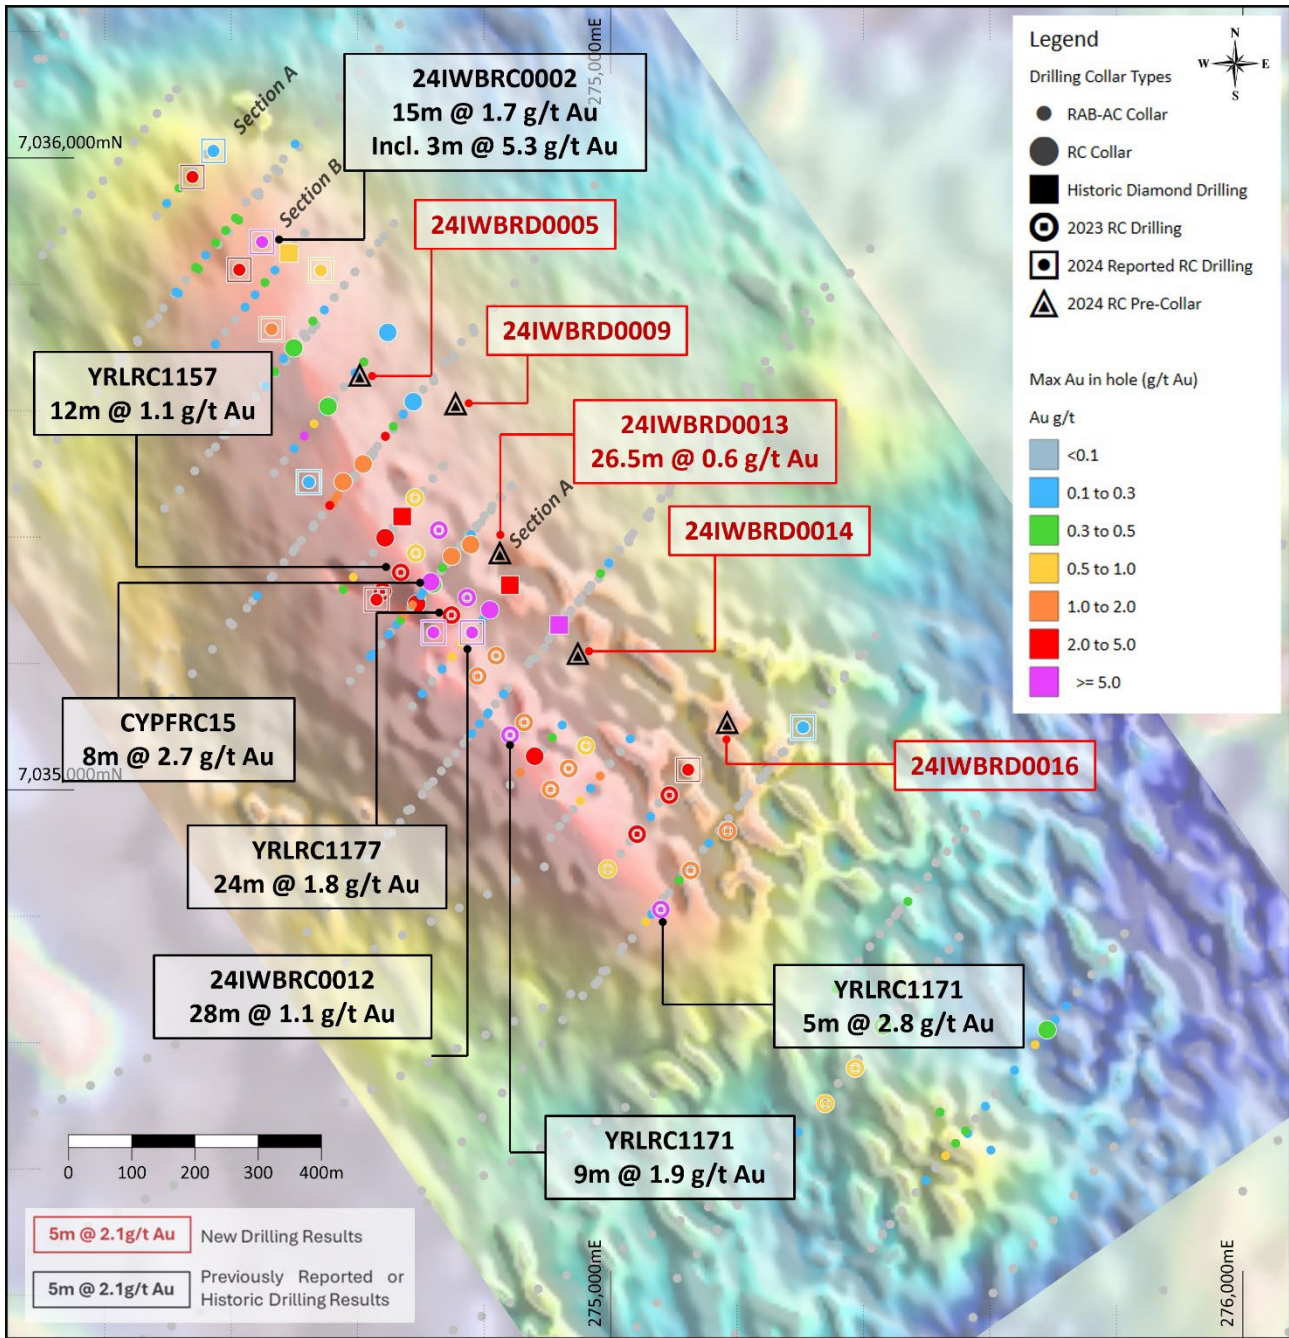 275,000mE
24IWBRC0002
15m @ 1.7 g/t Au
Incl. 3m @ 5.3 g/t Au
Section A
7,036,000mN
Section B
24IWBRD0005
24IWBRD0009
YRLRC1157
12m @ 1.1 g/t Au
24IWBRD0013
26.5m @ 0.6 g/t Au
Section A
24IWBRD0014
CYPFRC15
8m @ 2.7 g/t Au
7,035,000mN
24IWBRD0016
YRLRC1177
24m @ 1.8 g/t Au
24IWBRC0012
28m @ 1.1 g/t Au
YRLRC1171
5m @ 2.8 g/t Au
YRLRC1171
9m @ 1.9 g/t Au
0 100 200 300 400m
5m @ 2.1g/t Au New Drilling Results
5m @ 2.1g/t Au Previously Reported or
Historic Drilling Results
275,000mE
276,000mE
Legend
N
W E
S
Drilling Collar Types
RAB-AC Collar
RC Collar
Historic Diamond Drilling
2023 RC Drilling
2024 Reported RC Drilling
2024 RC Pre-Collar
Max Au in hole (g/t Au)
Au g/t
<0.1
0.1 to 0.3
0.3 to 0.5
0.5 to 1.0
1.0 to 2.0
2.0 to 5.0
>= 5.0